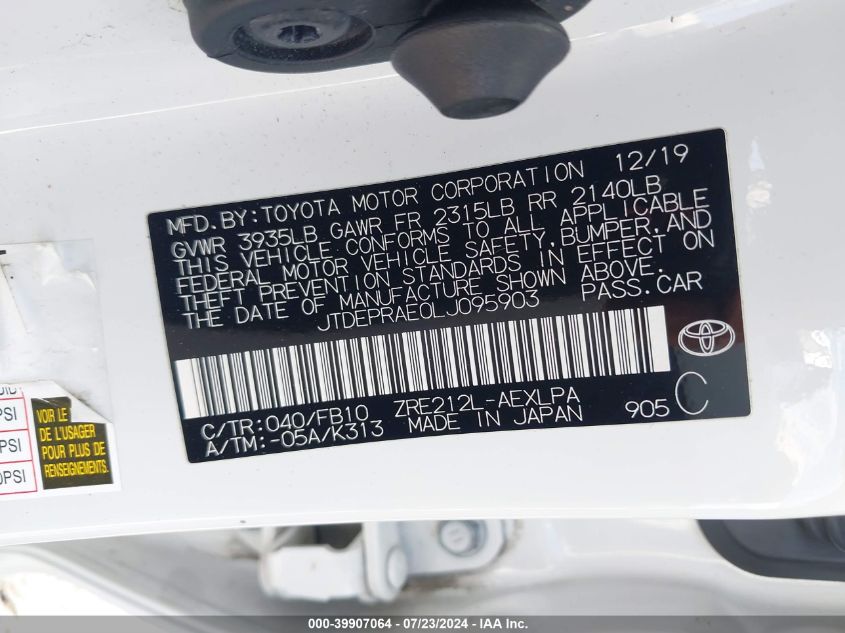 MFD. BY: TOYOTA MOTOR CORPORATION 12/19
GVWR 3935LB GAWR FR 2315LB RR 2140LB
THIS VEHICLE CONFORMS TO ALL APPLICABLE
FEDERAL MOTOR VEHICLE SAFETY, BUMPER, AND
THEFT PREVENTION STANDARDS IN EFFECT ON
THE DATE OF MANUFACTURE SHOWN ABOVE.
JTDEPRAE0LJ095903 PASS. CAR
C/TR: 040/FB10 ZRE212L-AEXLPA
A/TM: -05A/K313 MADE IN JAPAN 905 C
PSI
PSI
VOIR LE
DE L'USAGER
POUR PLUS DE
RENSEIGNEMENTS.
000-39907064 - 07/23/2024 - IAA Inc.